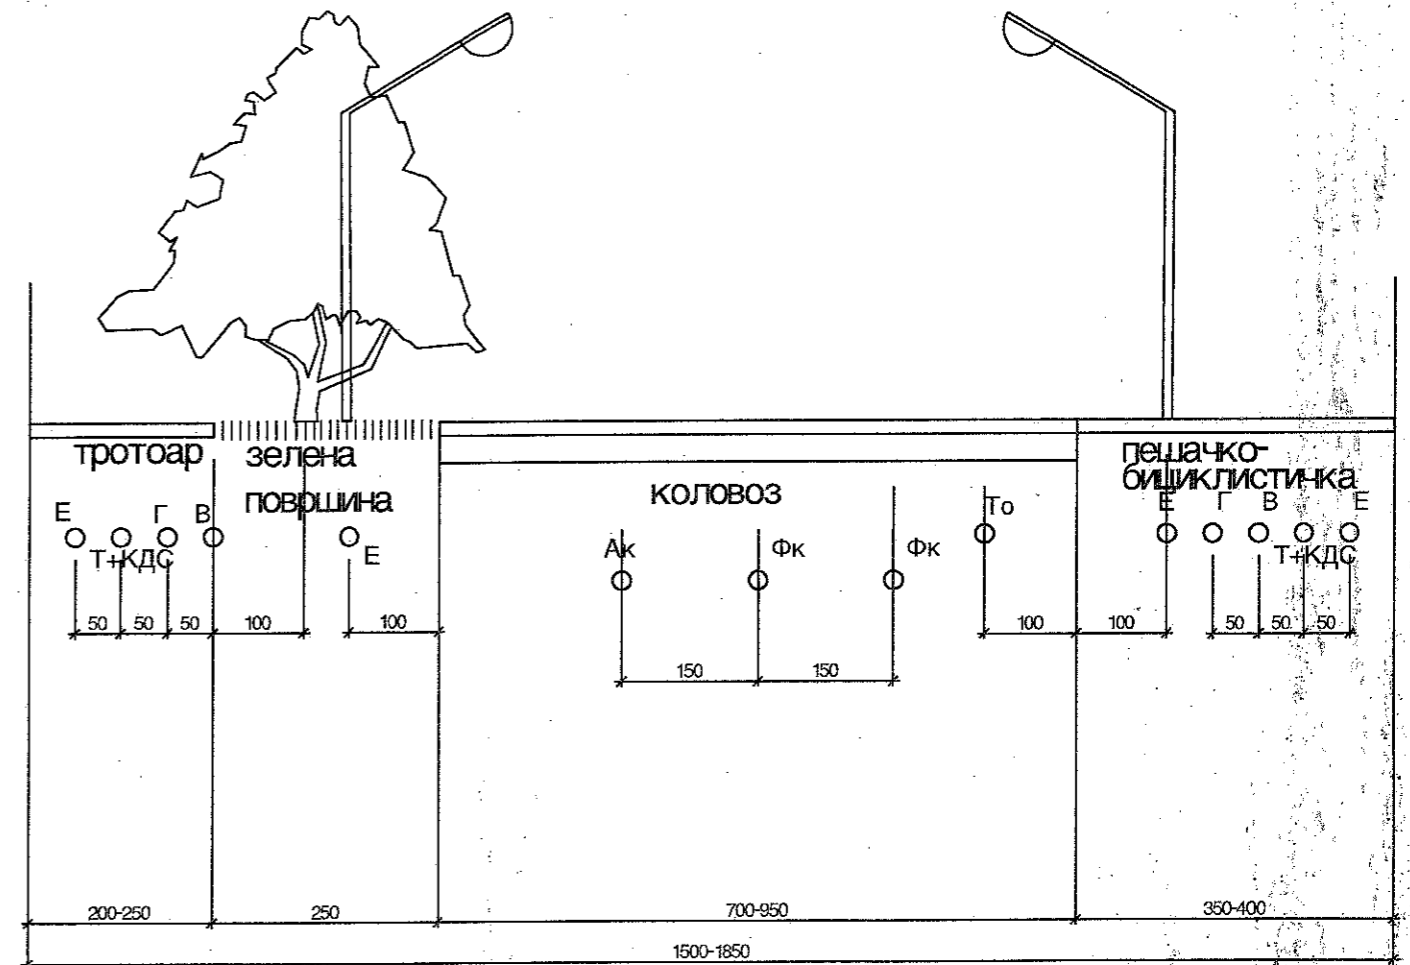 тротоар
зелена
површина
коловоз
пешачко-
бициклистичка
Е
Т+КДС
Г
В
Е
Ак
Фк
Фк
То
Е
Г
В
Т+КДС
Е
50
50
50
100
100
150
150
100
100
50
50
50
200-250
250
700-950
350-400
1500-1850